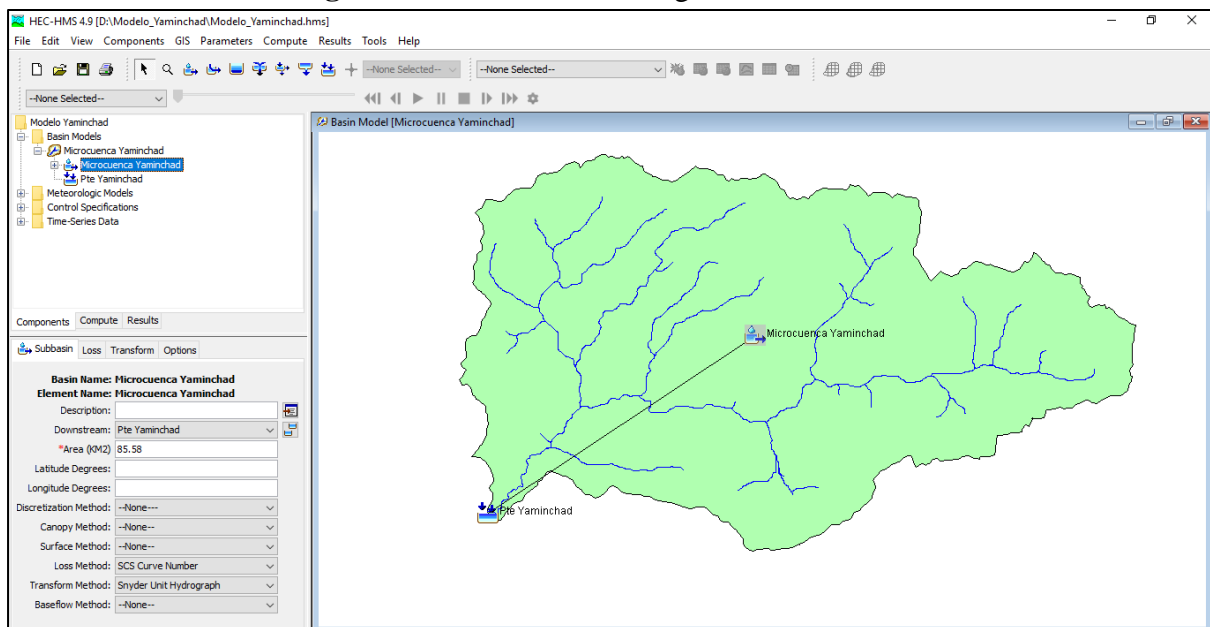 HEC-HMS 4.9 [D:\Modelo_Yaminchad\Modelo_Yaminchad.hms]
File Edit View Components GIS Parameters Compute Results Tools Help
--None Selected-- --None Selected--
--None Selected--
Modelo Yaminchad
Basin Models
Microcuenca Yaminchad
Microcuenca Yaminchad
Pte Yaminchad
Meteorologic Models
Control Specifications
Time-Series Data
Components Compute Results
Subbasin Loss Transform Options
Basin Name: Microcuenca Yaminchad
Element Name: Microcuenca Yaminchad
Description:
Downstream: Pte Yaminchad
*Area (KM2) 85.58
Latitude Degrees:
Longitude Degrees:
Discretization Method: --None--
Canopy Method: --None--
Surface Method: --None--
Loss Method: SCS Curve Number
Transform Method: Snyder Unit Hydrograph
Baseflow Method: --None--
Basin Model [Microcuenca Yaminchad]
Microcuenca Yaminchad
Pte Yaminchad